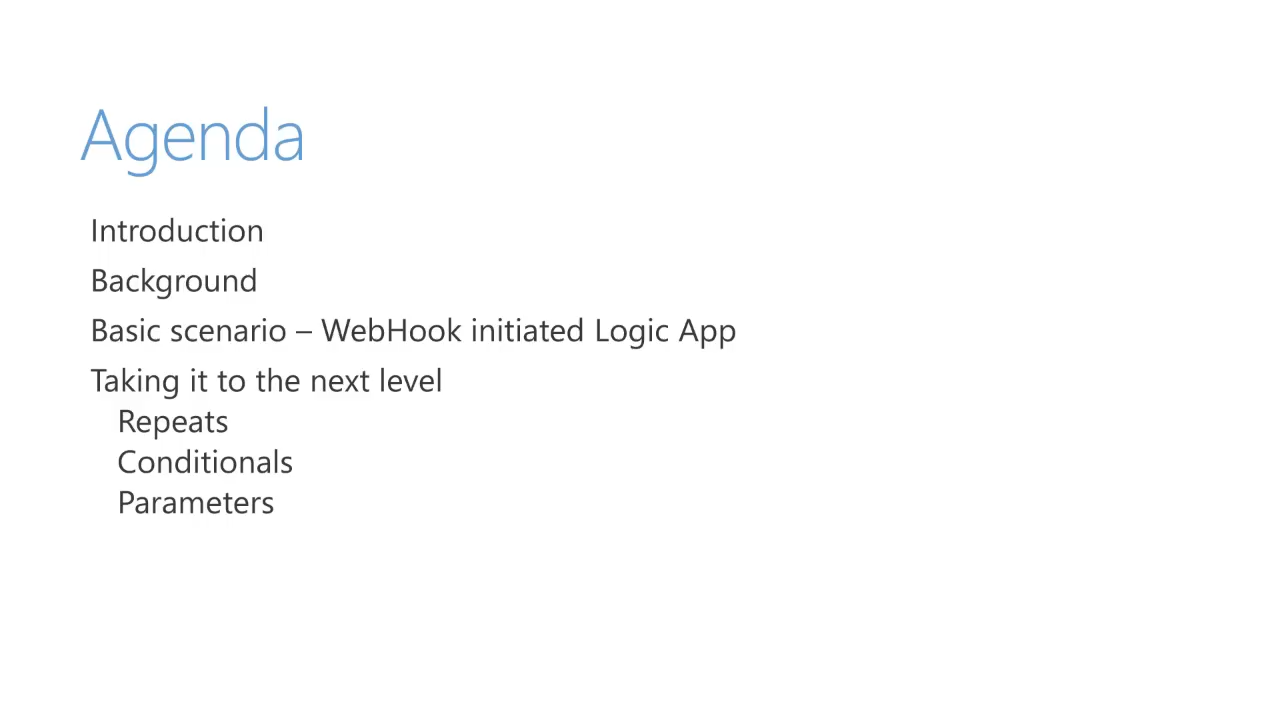 Agenda
Introduction
Background
Basic scenario – WebHook initiated Logic App
Taking it to the next level
Repeats
Conditionals
Parameters